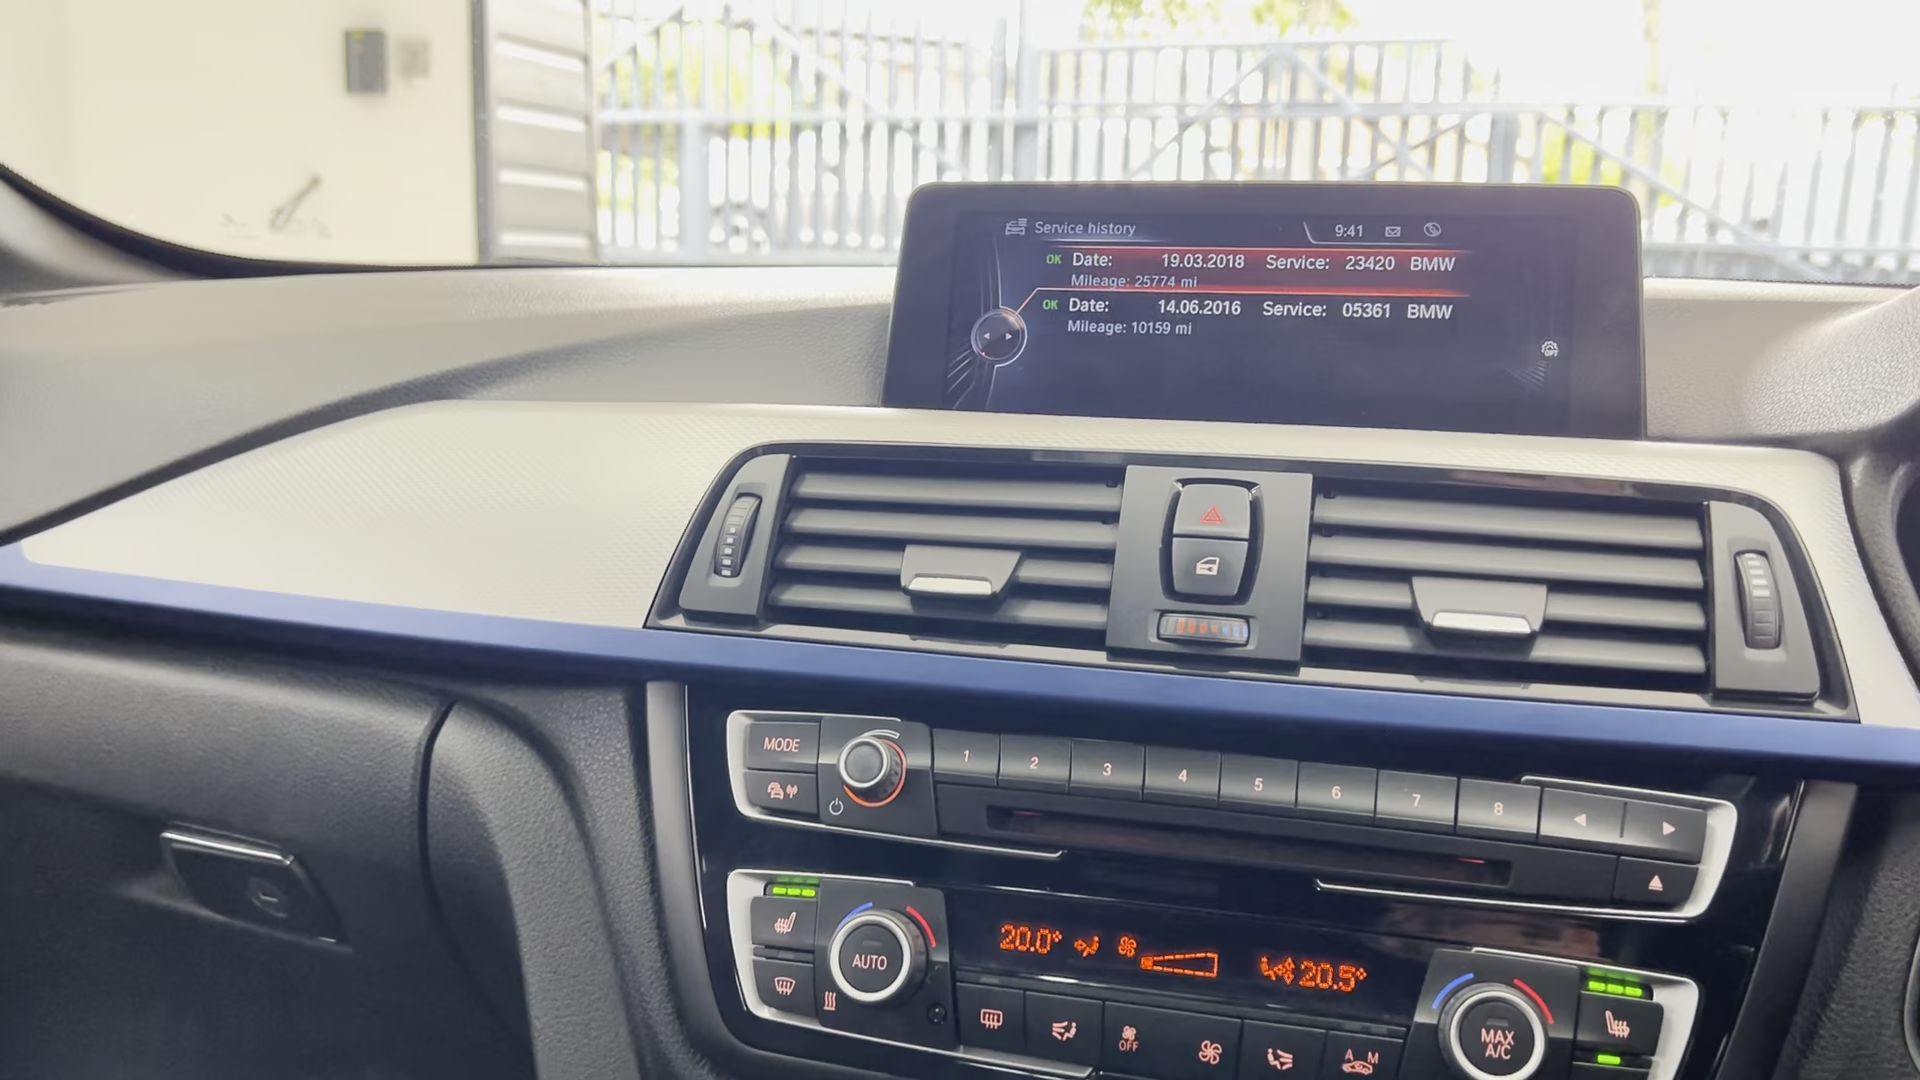 Service history 9:41
OK Date: 19.03.2018 Service: 23420 BMW
Mileage: 25774 mi
OK Date: 14.06.2016 Service: 05361 BMW
Mileage: 10159 mi
OFF
MODE 1 2 3 4 5 6 7 8
20.0° 20.5°
AUTO
OFF
A M
MAX
A/C